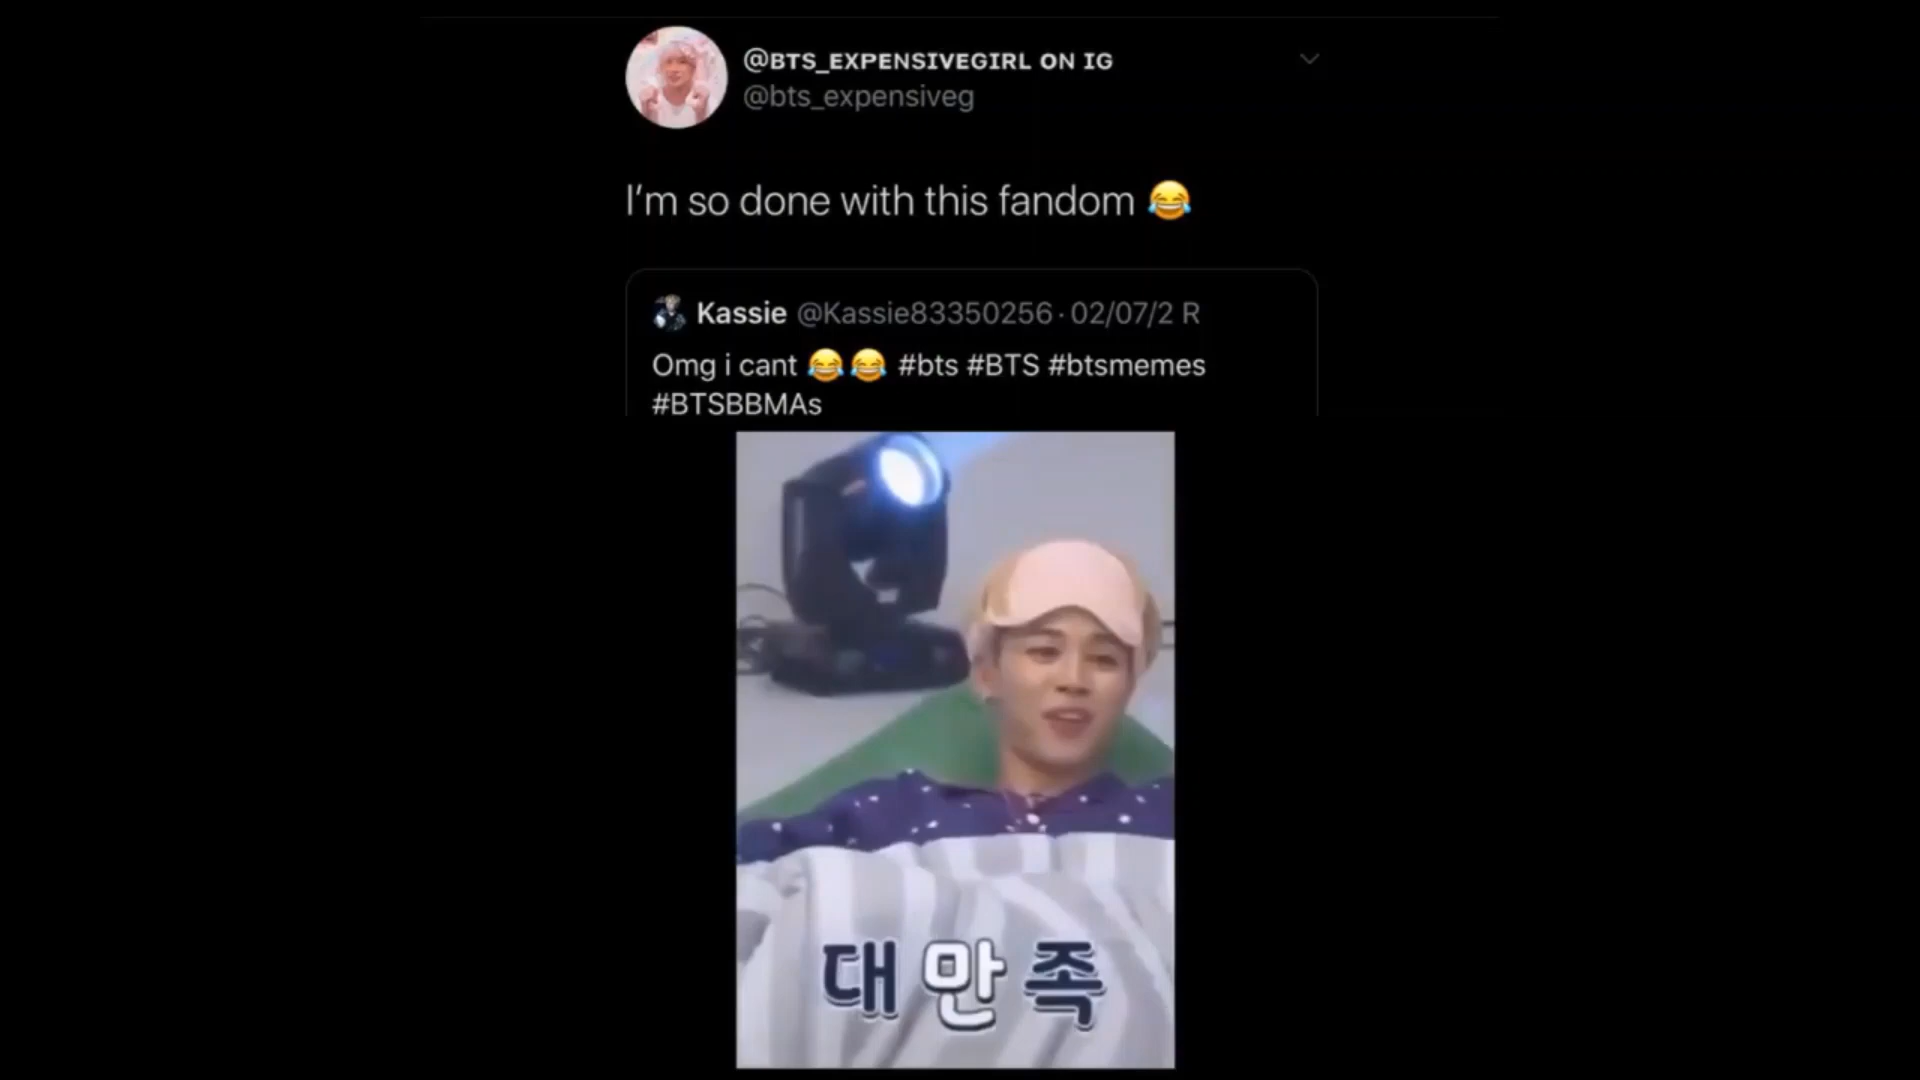 @BTS_EXPENSIVEGIRL ON IG
@bts_expensiveg
I’m so done with this fandom 😂
Kassie @Kassie83350256 · 02/07/2 R
Omg i cant 😂😂 #bts #BTS #btsmemes
#BTSBBMAs
대만족